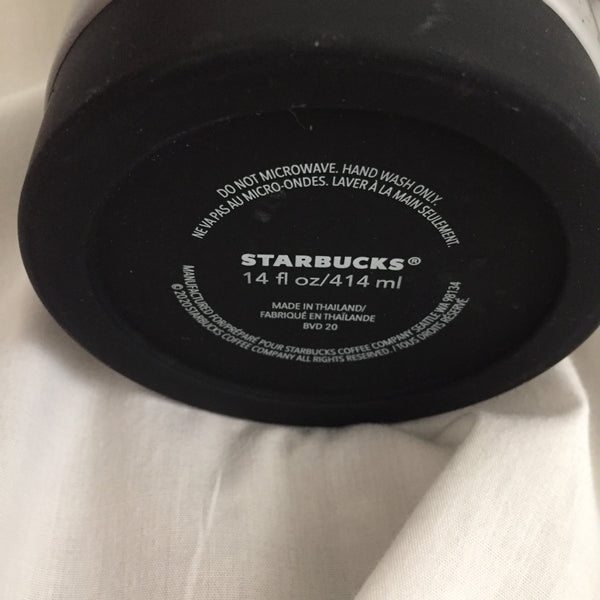 DO NOT MICROWAVE. HAND WASH ONLY.
NE VA PAS AU MICRO-ONDES. LAVER À LA MAIN SEULEMENT.
STARBUCKS®
14 fl oz/414 ml
MADE IN THAILAND/
FABRIQUÉ EN THAÏLANDE
BVD 20
MANUFACTURED FOR/PRÉPARÉ POUR STARBUCKS COFFEE COMPANY SEATTLE WA 98134
©2020 STARBUCKS COFFEE COMPANY ALL RIGHTS RESERVED. / TOUS DROITS RÉSERVÉ.